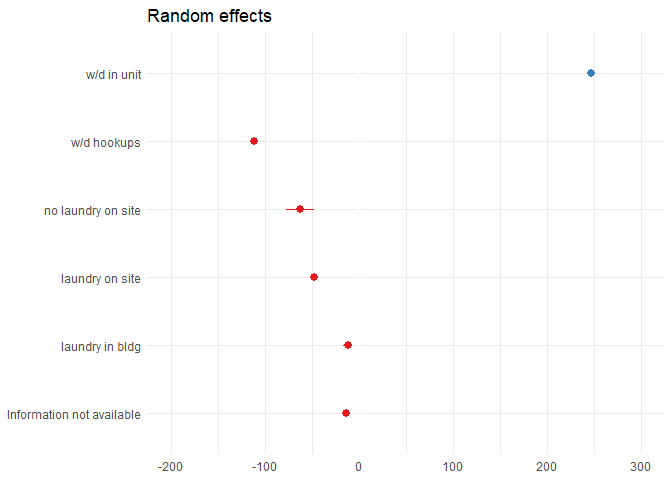 Random effects
w/d in unit
w/d hookups
no laundry on site
laundry on site
laundry in bldg
Information not available
-200 -100 0 100 200 300